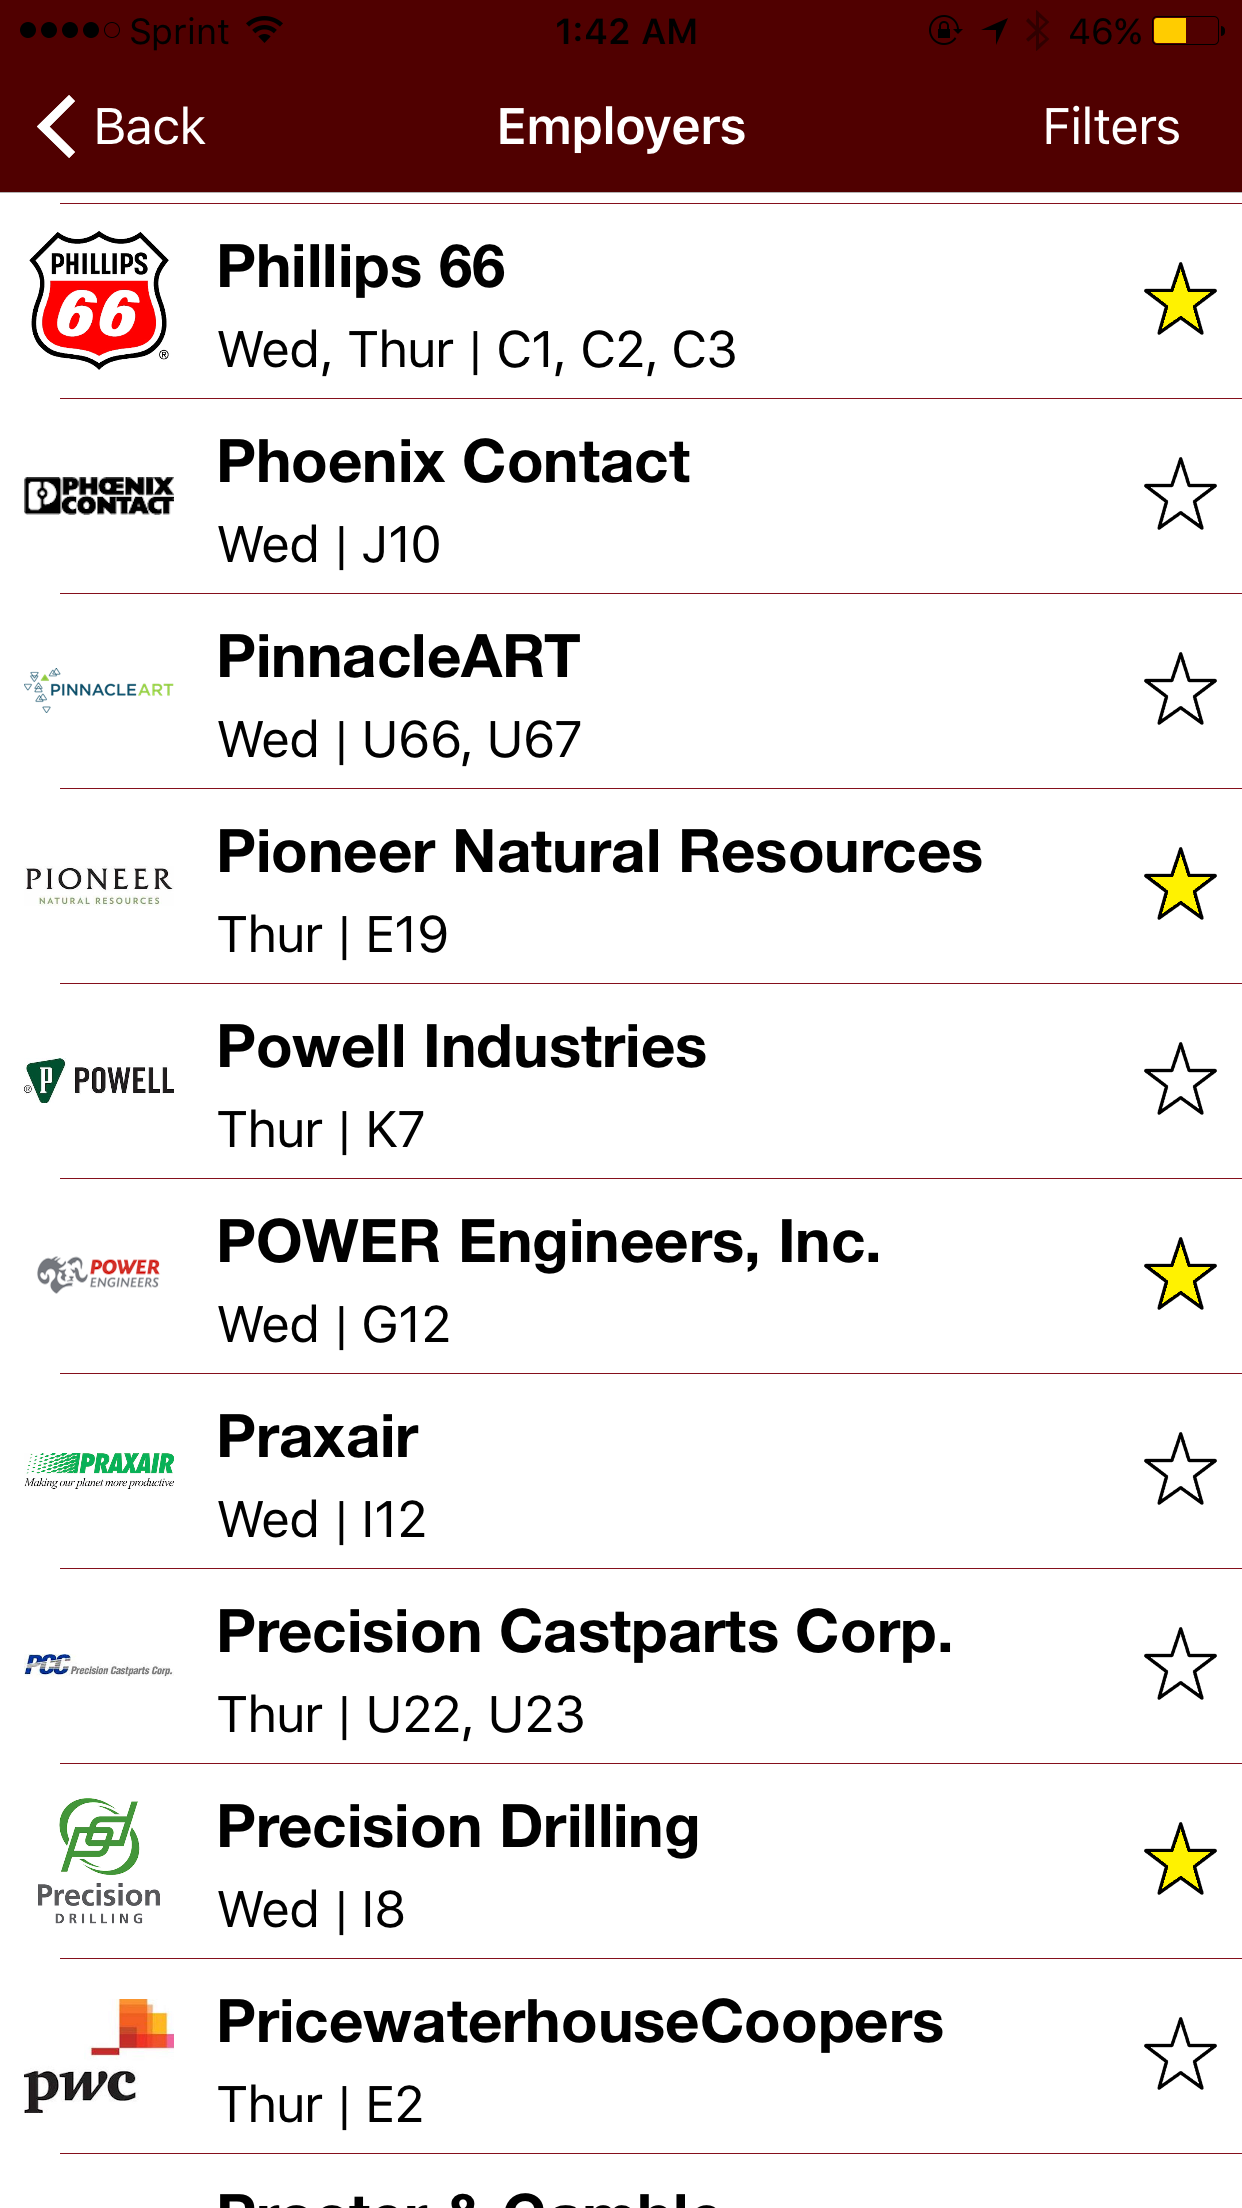 Sprint 1:42 AM 46%
Back Employers Filters
PHILLIPS
66
®
Phillips 66
Wed, Thur | C1, C2, C3
PHŒNIX
CONTACT
Phoenix Contact
Wed | J10
PINNACLEART
PinnacleART
Wed | U66, U67
PIONEER
NATURAL RESOURCES
Pioneer Natural Resources
Thur | E19
® P POWELL
Powell Industries
Thur | K7
POWER
ENGINEERS
POWER Engineers, Inc.
Wed | G12
PRAXAIR
Making our planet more productive
Praxair
Wed | I12
PCC Precision Castparts Corp.
Precision Castparts Corp.
Thur | U22, U23
Precision
DRILLING
Precision Drilling
Wed | I8
pwc
PricewaterhouseCoopers
Thur | E2
Procter & Gamble